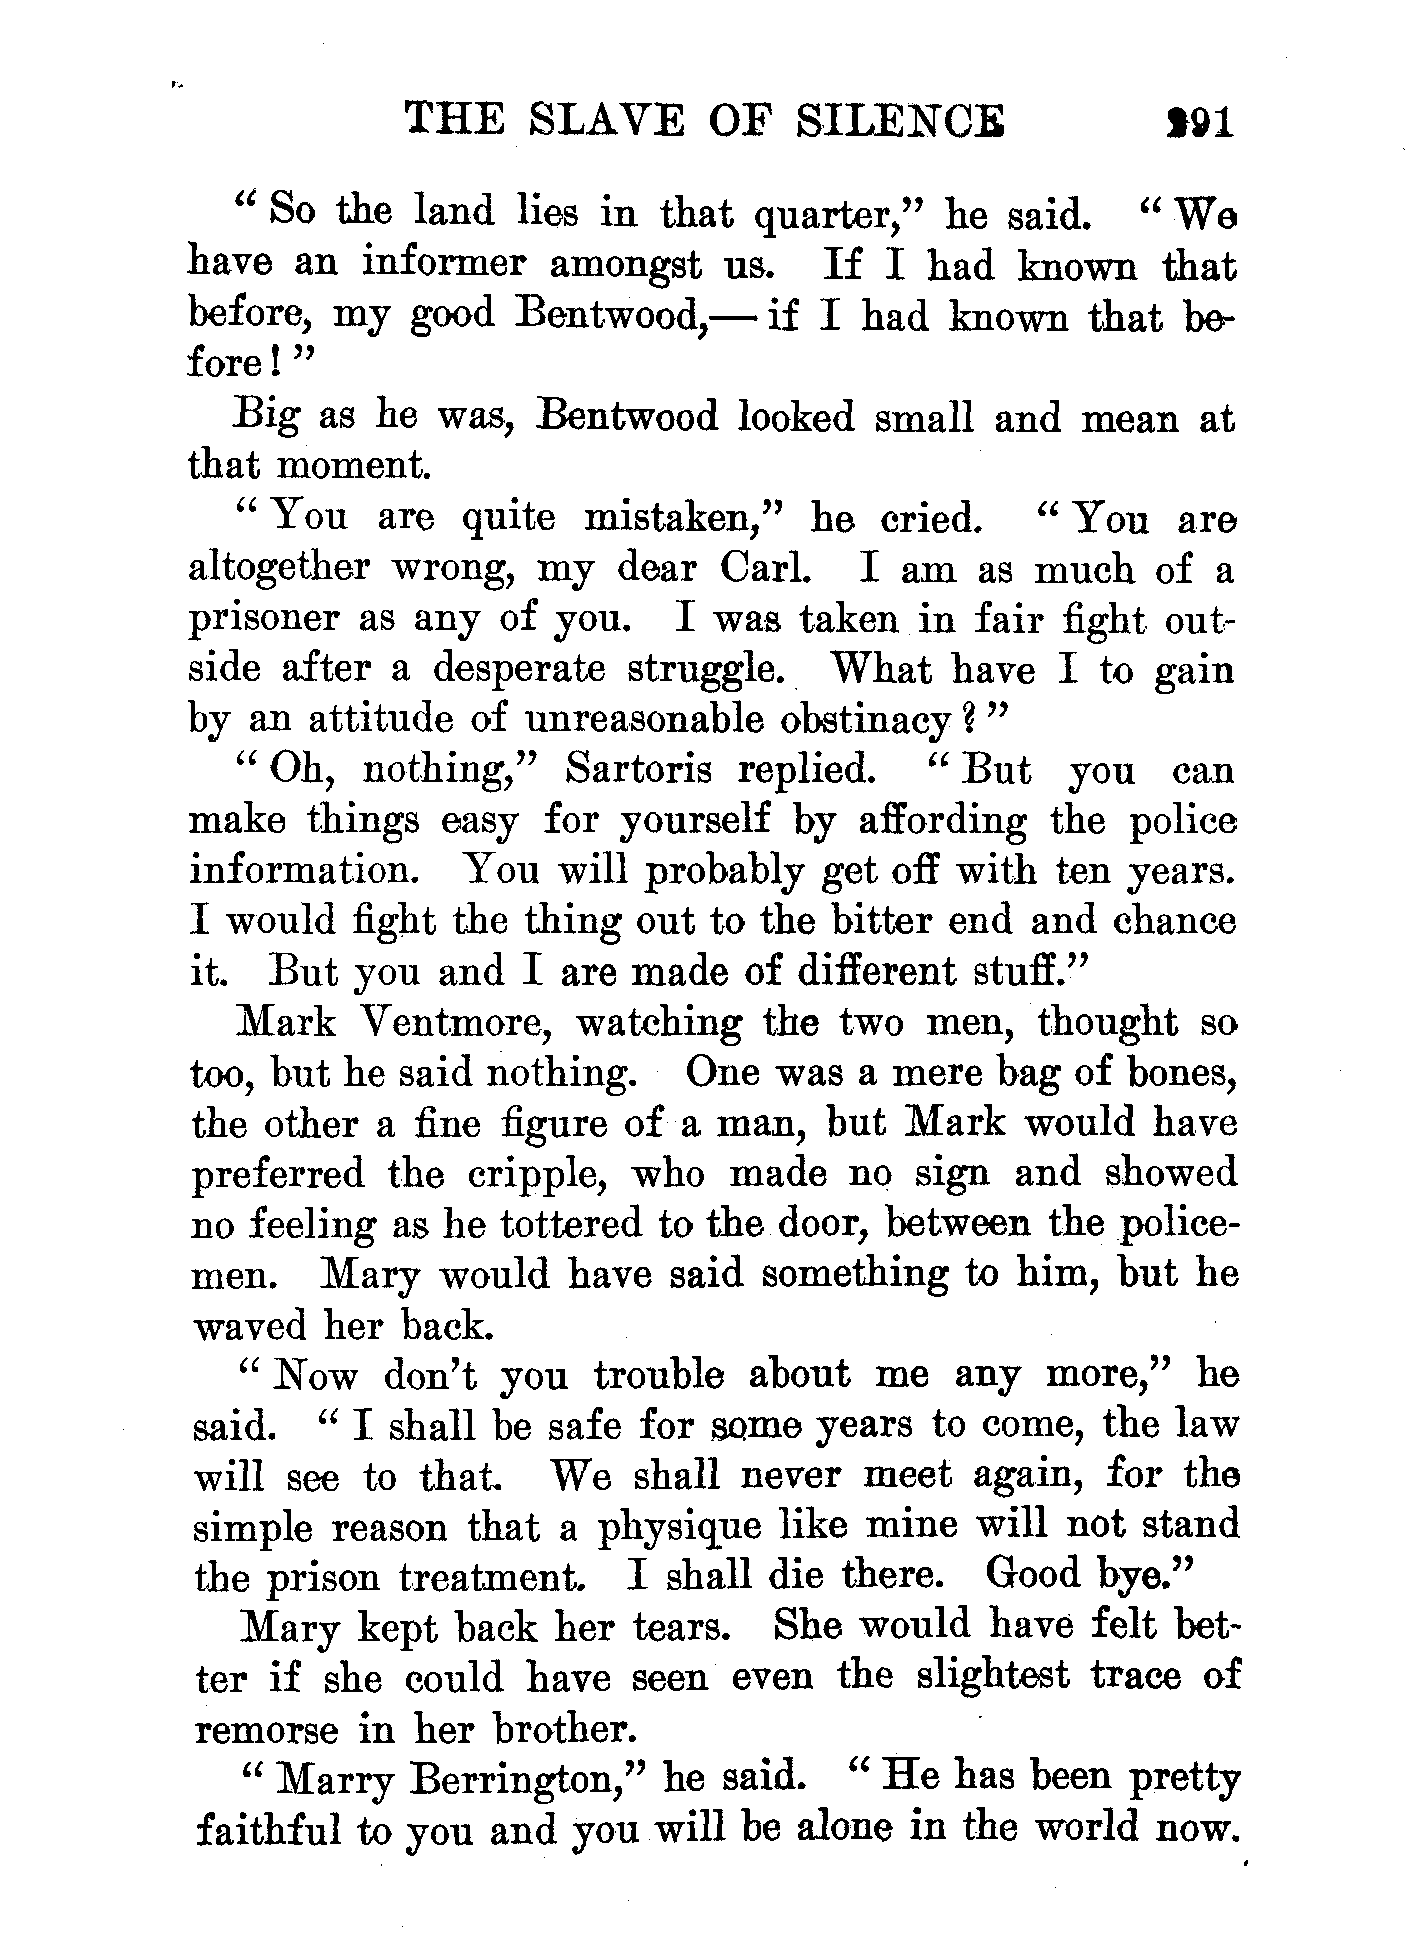 THE SLAVE OF SILENCE 291
“ So the land lies in that quarter,” he said. “ We
have an informer amongst us. If I had known that
before, my good Bentwood,— if I had known that be-
fore ! ”
Big as he was, Bentwood looked small and mean at
that moment.
“ You are quite mistaken,” he cried. “ You are
altogether wrong, my dear Carl. I am as much of a
prisoner as any of you. I was taken in fair fight out-
side after a desperate struggle. What have I to gain
by an attitude of unreasonable obstinacy ? ”
“ Oh, nothing,” Sartoris replied. “ But you can
make things easy for yourself by affording the police
information. You will probably get off with ten years.
I would fight the thing out to the bitter end and chance
it. But you and I are made of different stuff.”
Mark Ventmore, watching the two men, thought so
too, but he said nothing. One was a mere bag of bones,
the other a fine figure of a man, but Mark would have
preferred the cripple, who made no sign and showed
no feeling as he tottered to the door, between the police-
men. Mary would have said something to him, but he
waved her back.
“ Now don’t you trouble about me any more,” he
said. “ I shall be safe for some years to come, the law
will see to that. We shall never meet again, for the
simple reason that a physique like mine will not stand
the prison treatment. I shall die there. Good bye.”
Mary kept back her tears. She would have felt bet-
ter if she could have seen even the slightest trace of
remorse in her brother.
“ Marry Berrington,” he said. “ He has been pretty
faithful to you and you will be alone in the world now.